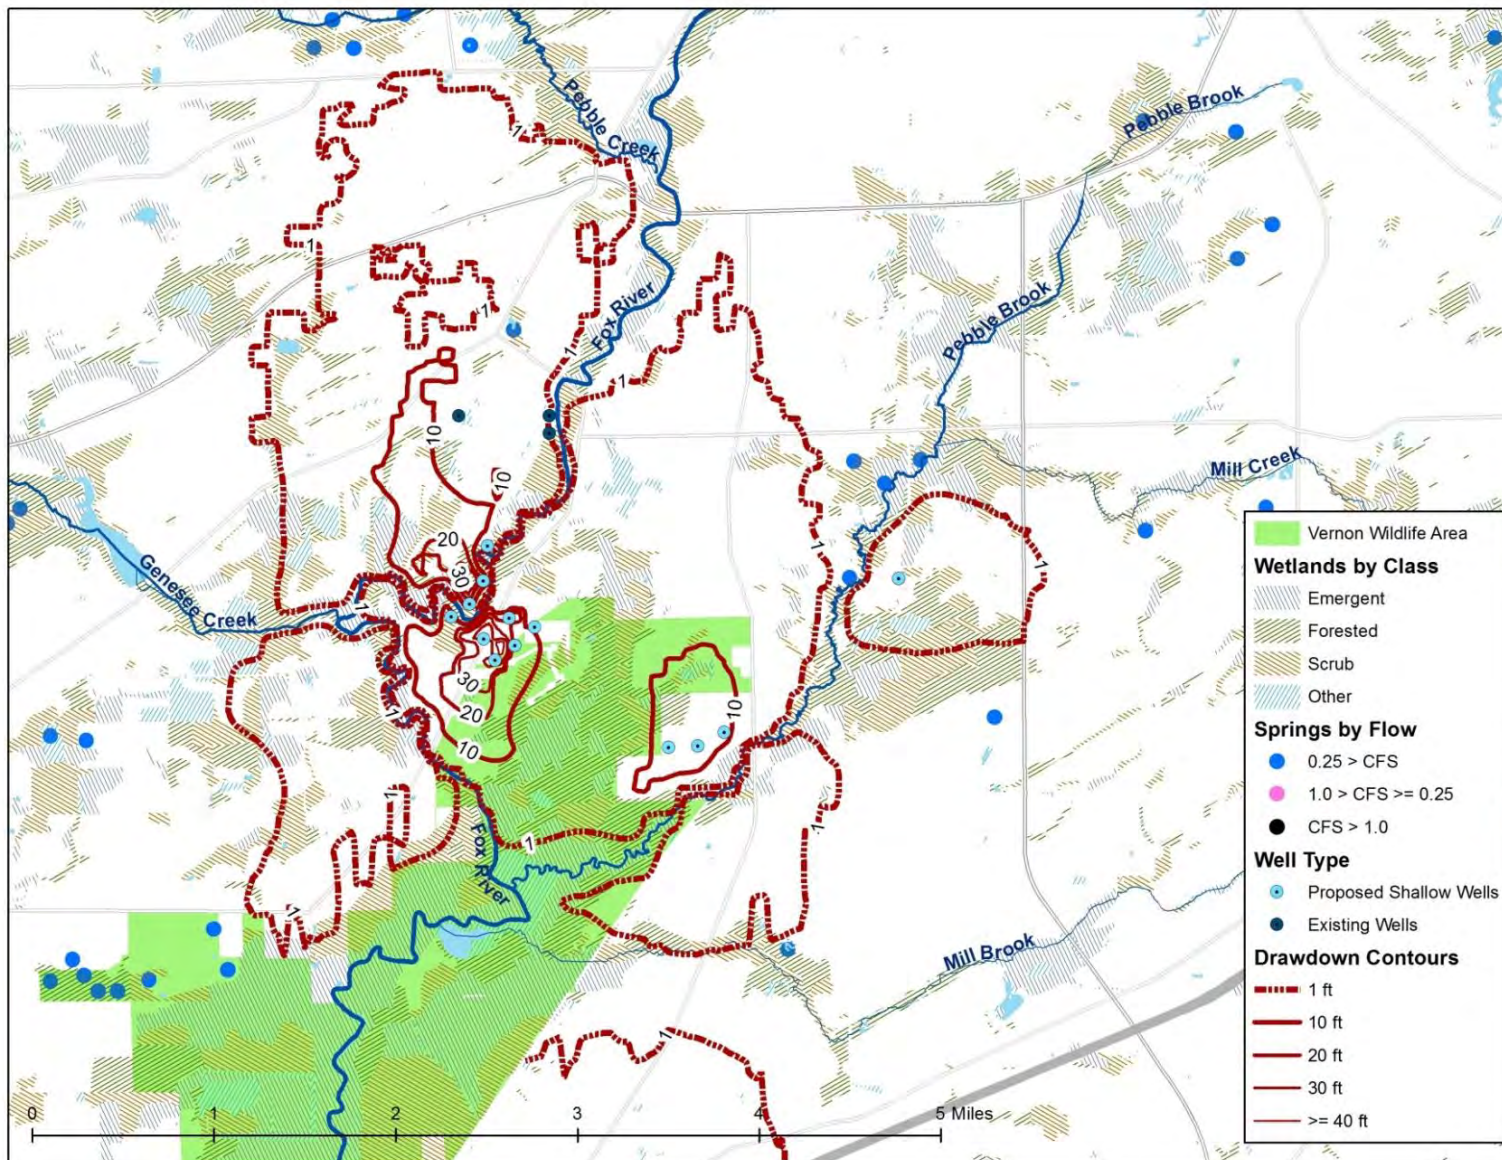 Pebble Creek
1
Pebble Brook
1
Fox River
1
1
1
Pebble Brook
10
10
Mill Creek
20
30
1
1
Genesee Creek
1
30
20
10
10
1
1
1
1
Fox River
1
Mill Brook
1
0 1 2 3 4 5 Miles
Vernon Wildlife Area
Wetlands by Class
Emergent
Forested
Scrub
Other
Springs by Flow
0.25 > CFS
1.0 > CFS >= 0.25
CFS > 1.0
Well Type
Proposed Shallow Wells
Existing Wells
Drawdown Contours
1 ft
10 ft
20 ft
30 ft
>= 40 ft